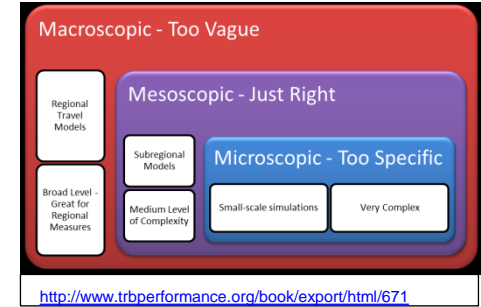 Macroscopic - Too Vague
Regional
Travel
Models
Broad Level -
Great for
Regional
Measures
Mesoscopic - Just Right
Subregional
Models
Medium Level
of Complexity
Microscopic - Too Specific
Small-scale simulations
Very Complex
http://www.trbperformance.org/book/export/html/671